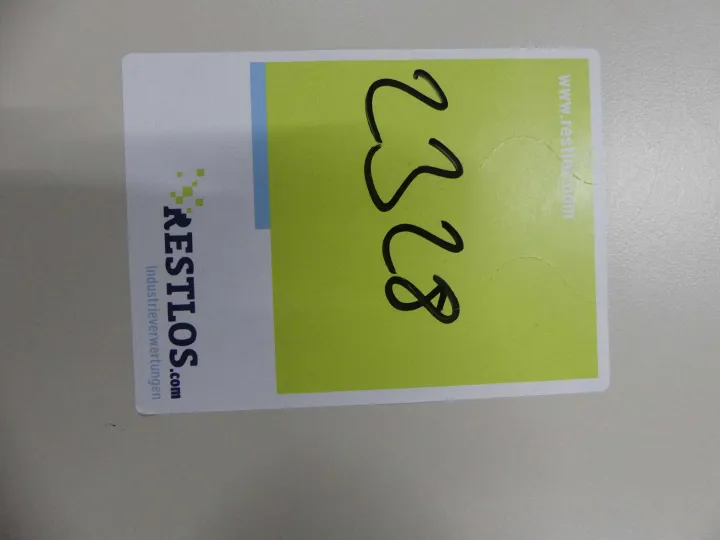 www.restlos.com
2328
RESTLOS.com
industrieverwertungen